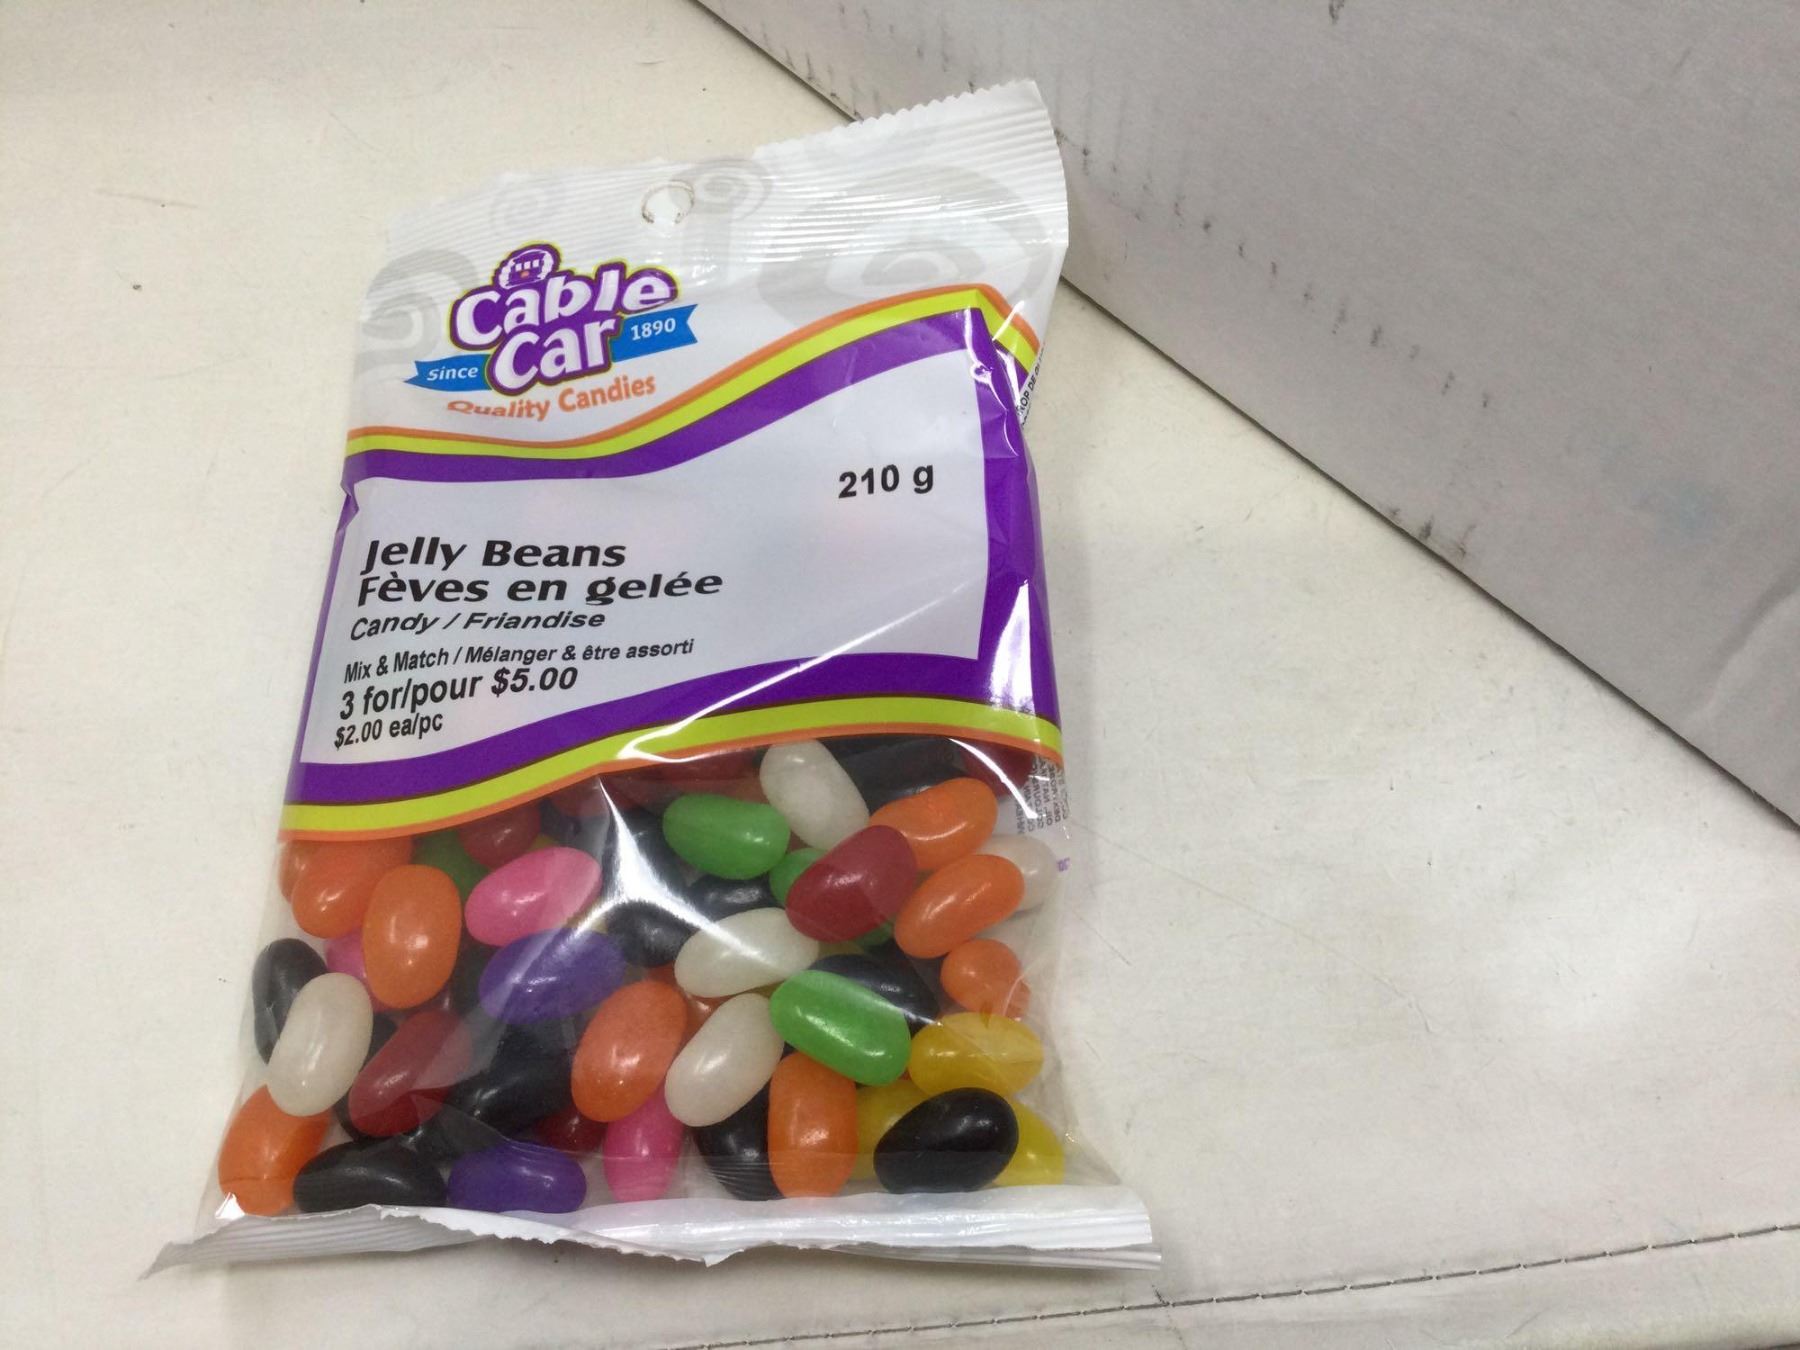 Cable
Car
Since 1890
Quality Candies
210 g
Jelly Beans
Fèves en gelée
Candy / Friandise
Mix & Match / Mélanger & être assorti
3 for/pour $5.00
$2.00 ea/pc